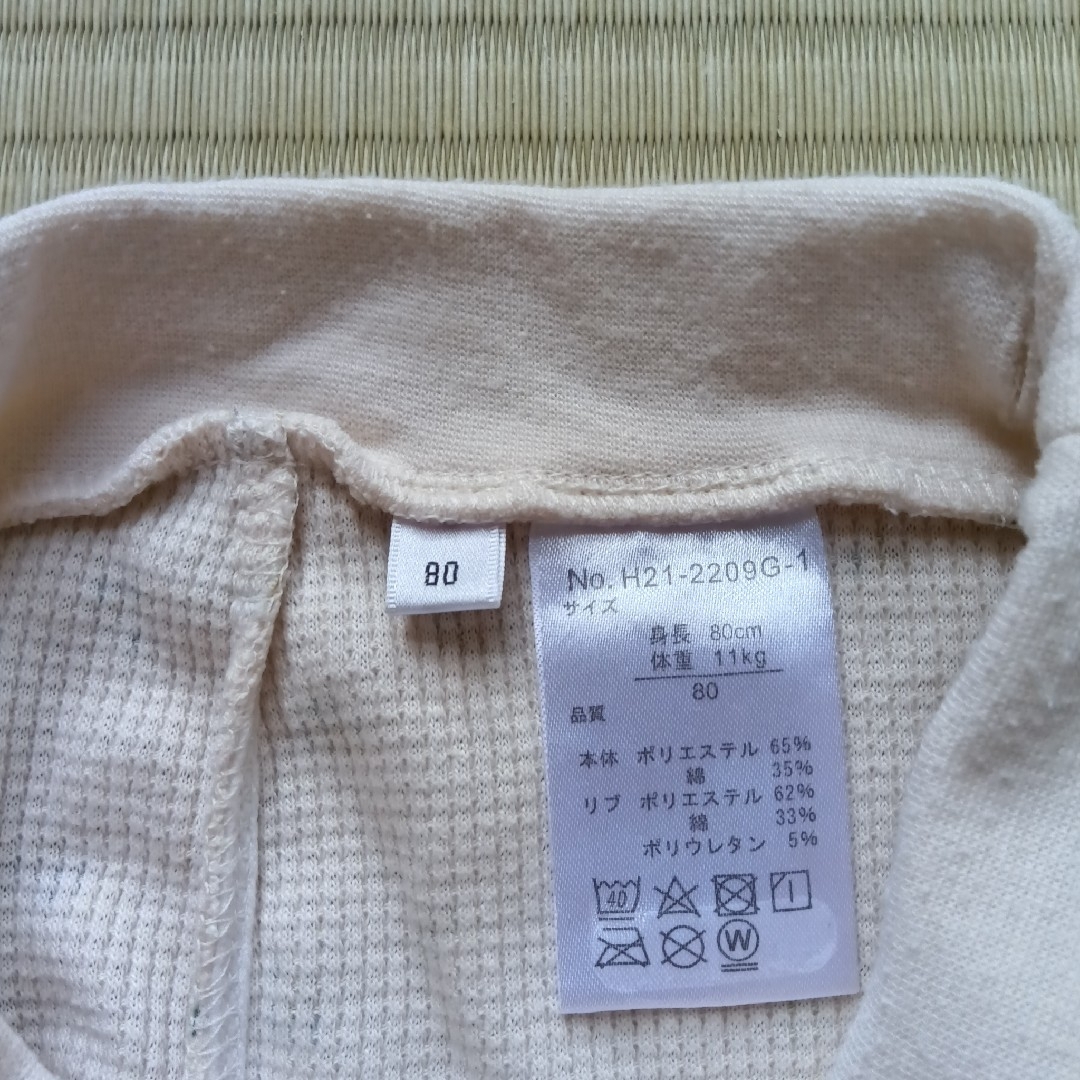 80
No. H21-2209G-1
サイズ
身長 80cm
体重 11kg
80
品質
本体 ポリエステル 65%
綿 35%
リブ ポリエステル 62%
綿 33%
ポリウレタン 5%
40
W